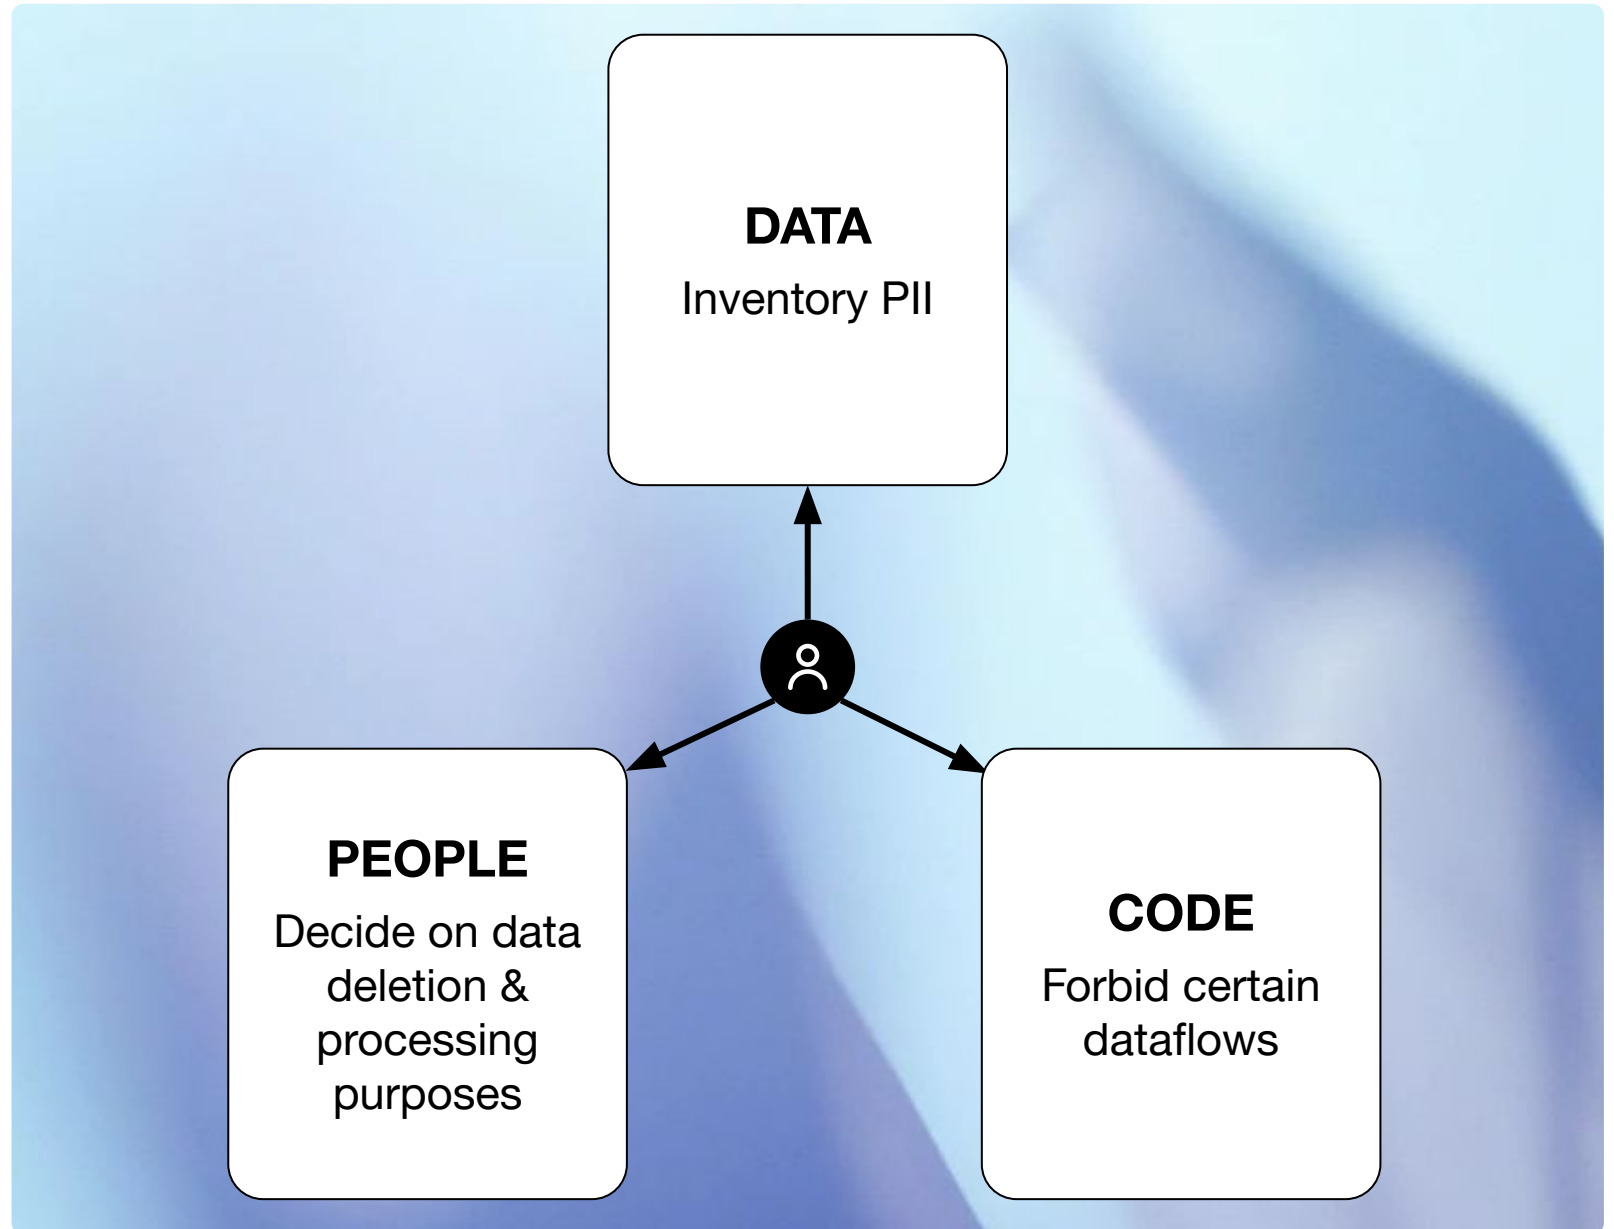 DATA
Inventory PII
PEOPLE
Decide on data
deletion &
processing
purposes
CODE
Forbid certain
dataflows